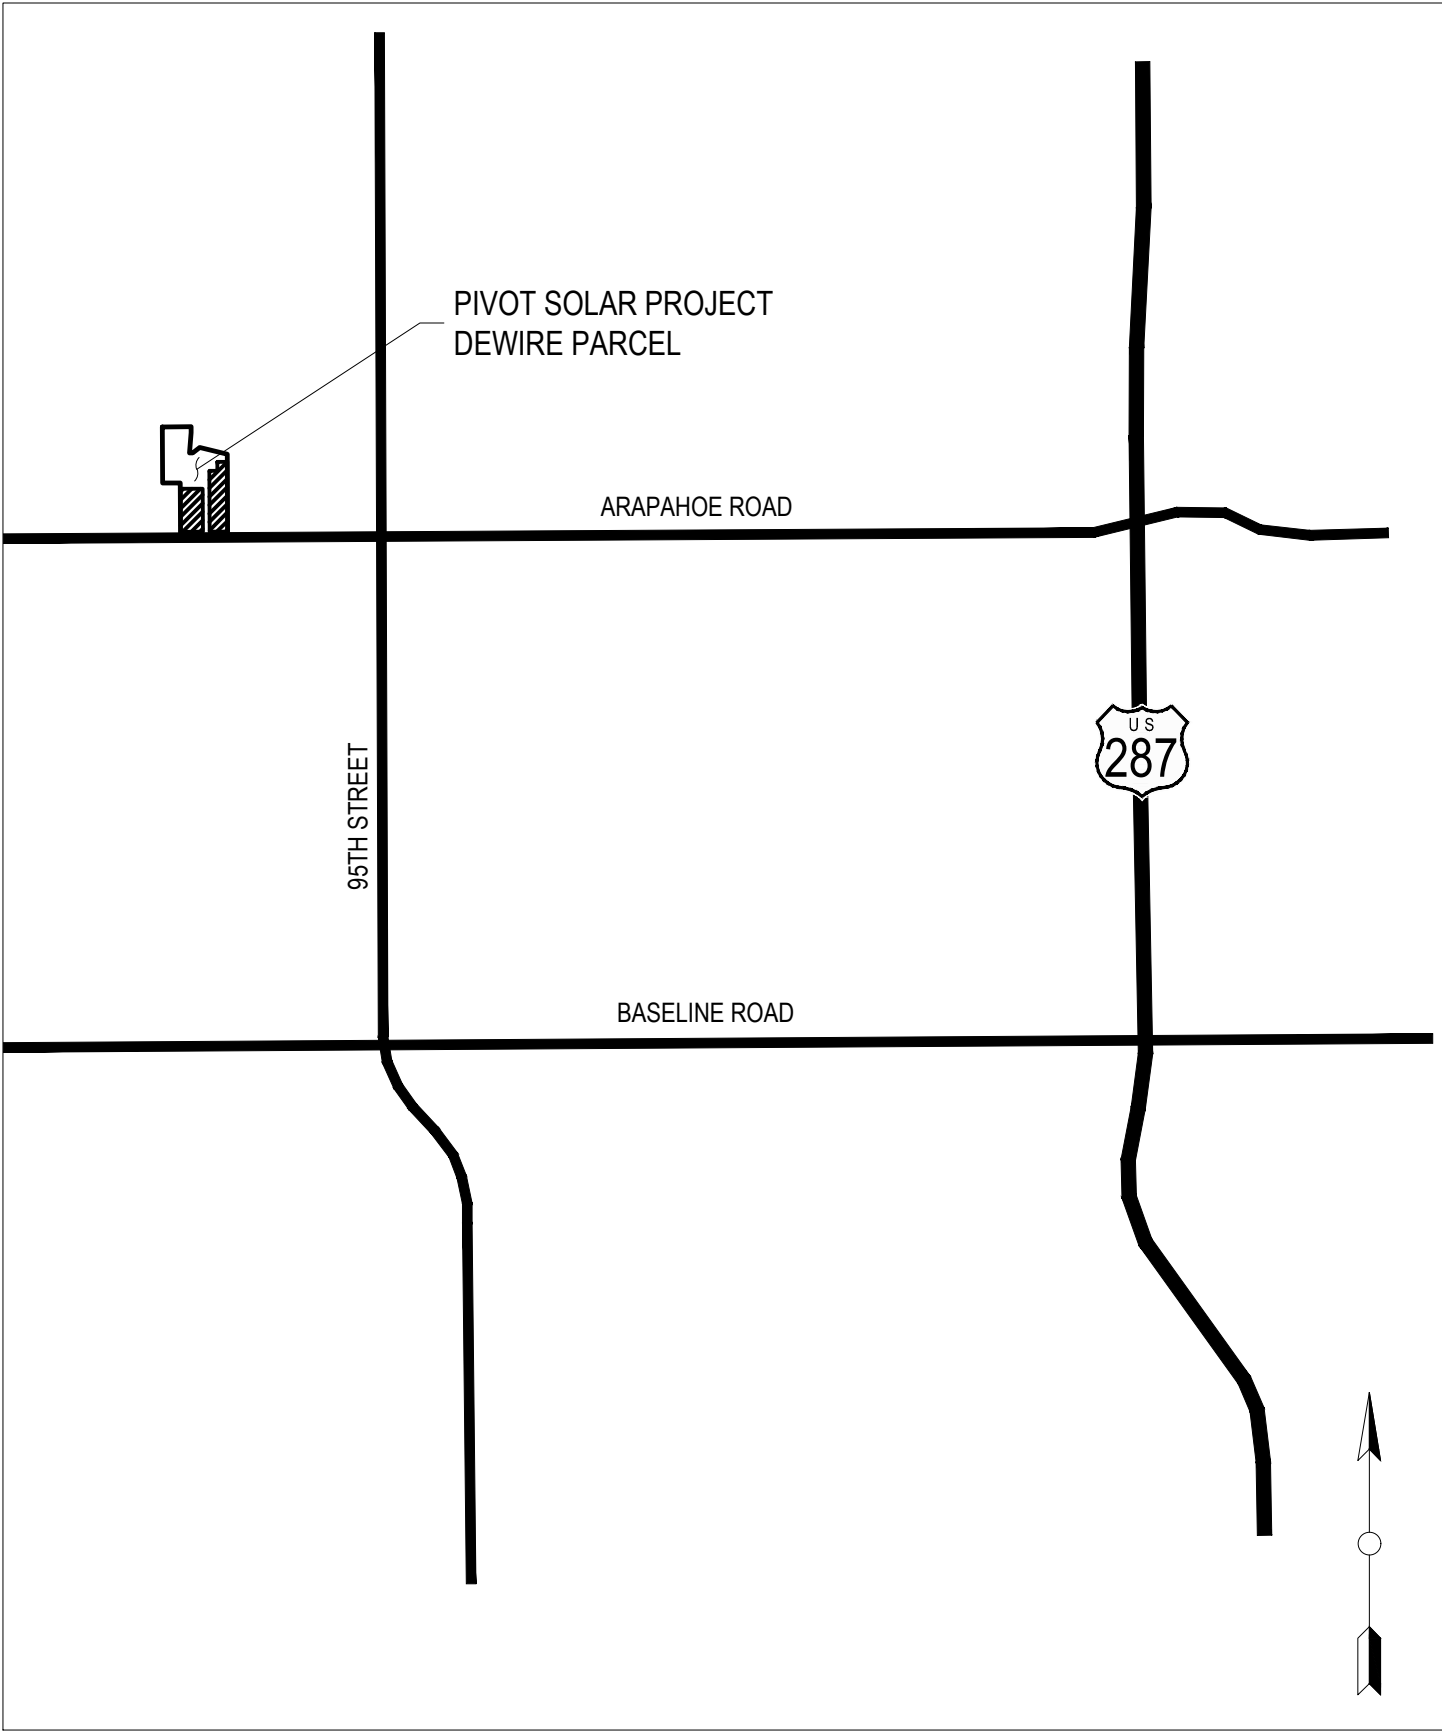 PIVOT SOLAR PROJECT
DEWIRE PARCEL
ARAPAHOE ROAD
US
287
95TH STREET
BASELINE ROAD